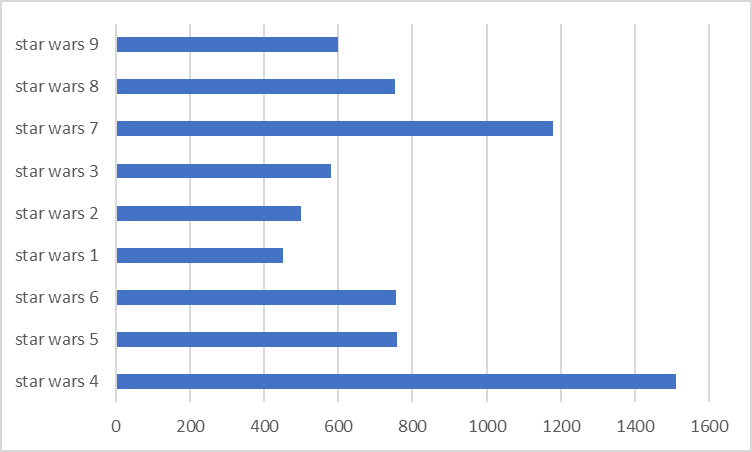 star wars 9
star wars 8
star wars 7
star wars 3
star wars 2
star wars 1
star wars 6
star wars 5
star wars 4
0 200 400 600 800 1000 1200 1400 1600